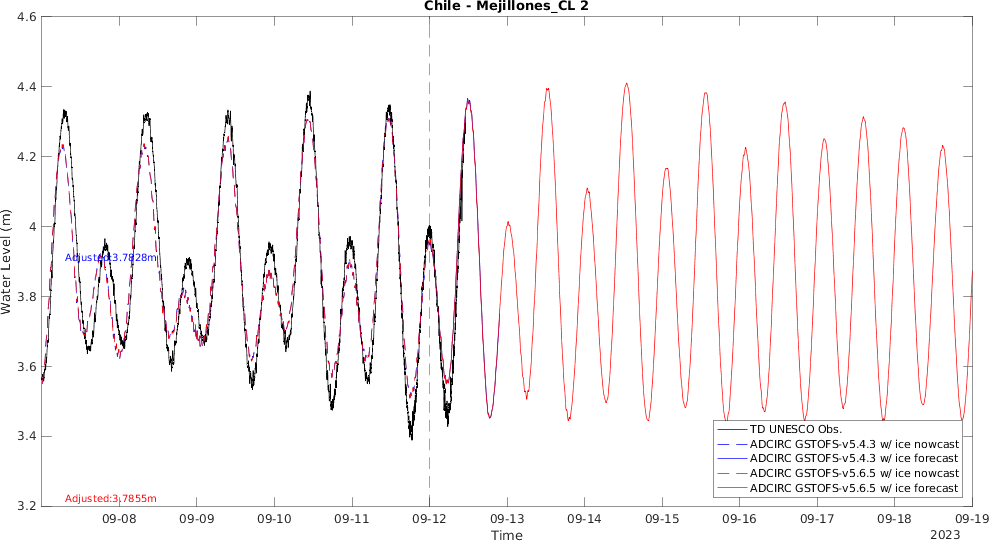 Chile - Mejillones_CL 2
4.6
4.4
4.2
4
3.8
3.6
3.4
3.2
Water Level (m)
Adjusted:3.7828m
Adjusted:3.7855m
TD UNESCO Obs.
ADCIRC GSTOFS-v5.4.3 w/ ice nowcast
ADCIRC GSTOFS-v5.4.3 w/ ice forecast
ADCIRC GSTOFS-v5.6.5 w/ ice nowcast
ADCIRC GSTOFS-v5.6.5 w/ ice forecast
09-08 09-09 09-10 09-11 09-12 09-13 09-14 09-15 09-16 09-17 09-18 09-19
Time
2023